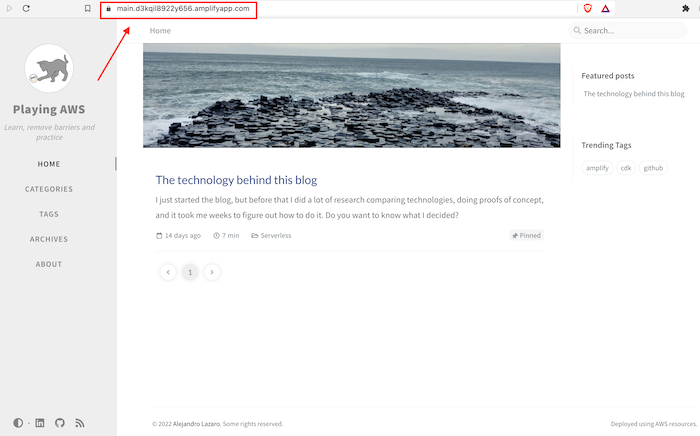 main.d3kqil8922y656.amplifyapp.com
Home
Search...
Playing AWS
Learn, remove barriers and
practice
HOME
CATEGORIES
TAGS
ARCHIVES
ABOUT
The technology behind this blog
I just started the blog, but before that I did a lot of research comparing technologies, doing proofs of concept,
and it took me weeks to figure out how to do it. Do you want to know what I decided?
14 days ago 7 min Serverless Pinned
1
Featured posts
The technology behind this blog
Trending Tags
amplify cdk github
© 2022 Alejandro Lazaro. Some rights reserved.
Deployed using AWS resources.